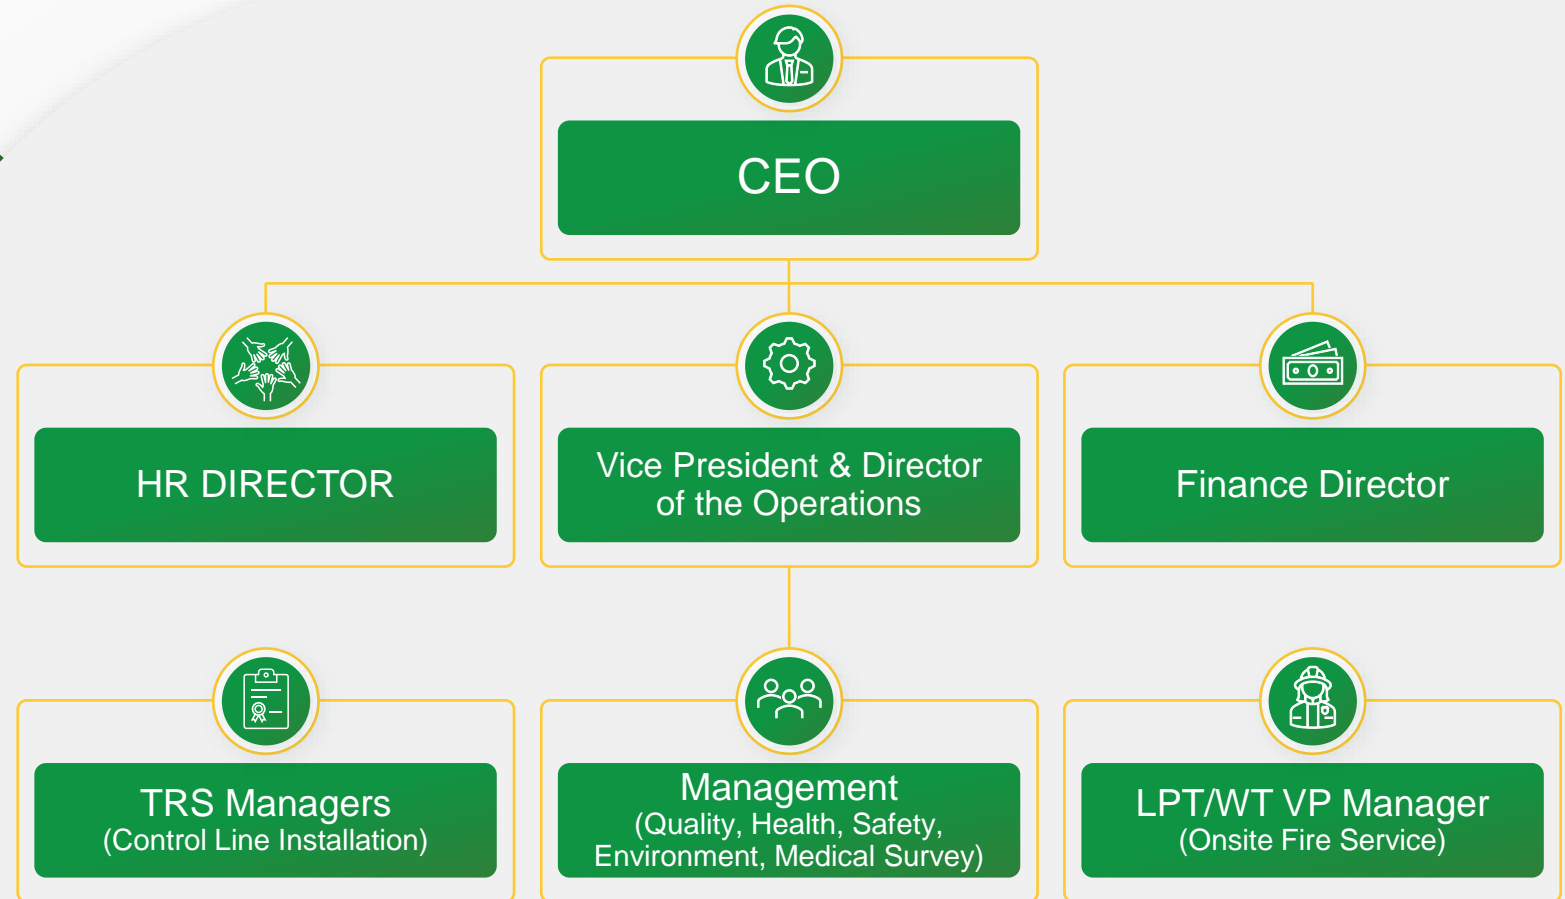 CEO
HR DIRECTOR
Vice President & Director
of the Operations
Finance Director
TRS Managers
(Control Line Installation)
Management
(Quality, Health, Safety,
Environment, Medical Survey)
LPT/WT VP Manager
(Onsite Fire Service)